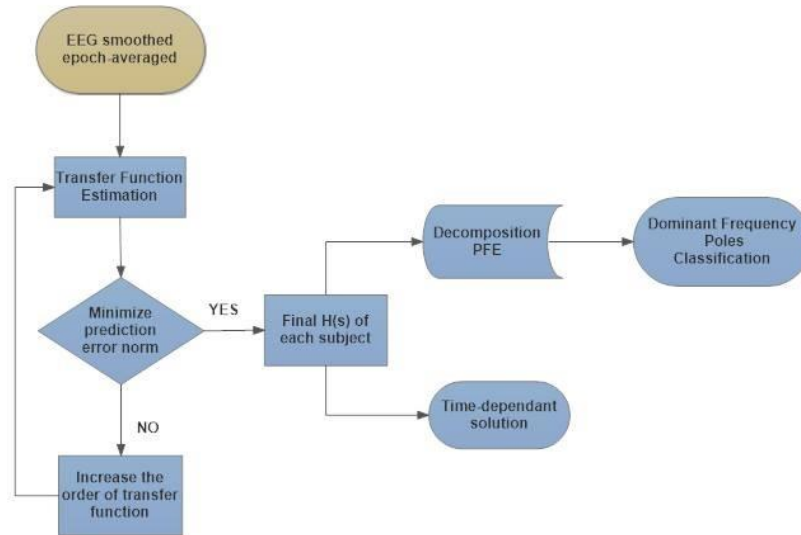 EEG smoothed
epoch-averaged
Transfer Function
Estimation
Minimize
prediction
error norm
YES
NO
Increase the
order of transfer
function
Final H(s) of
each subject
Decomposition
PFE
Dominant Frequency
Poles
Classification
Time-dependant
solution